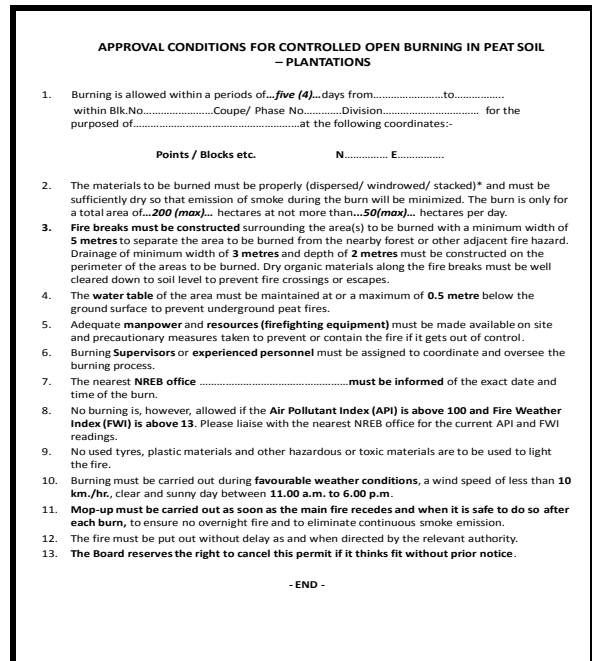 APPROVAL CONDITIONS FOR CONTROLLED OPEN BURNING IN PEAT SOIL
– PLANTATIONS
1. Burning is allowed within a periods of...five (4)...days from........................to.................
within Blk.No........................Coupe/ Phase No.............Division................................. for the
purposed of.........................................................at the following coordinates:-
Points / Blocks etc. N............... E................
2. The materials to be burned must be properly (dispersed/ windrowed/ stacked)* and must be
sufficiently dry so that emission of smoke during the burn will be minimized. The burn is only for
a total area of...200 (max)... hectares at not more than...50(max)... hectares per day.
3. Fire breaks must be constructed surrounding the area(s) to be burned with a minimum width of
5 metres to separate the area to be burned from the nearby forest or other adjacent fire hazard.
Drainage of minimum width of 3 metres and depth of 2 metres must be constructed on the
perimeter of the areas to be burned. Dry organic materials along the fire breaks must be well
cleared down to soil level to prevent fire crossings or escapes.
4. The water table of the area must be maintained at or a maximum of 0.5 metre below the
ground surface to prevent underground peat fires.
5. Adequate manpower and resources (firefighting equipment) must be made available on site
and precautionary measures taken to prevent or contain the fire if it gets out of control.
6. Burning Supervisors or experienced personnel must be assigned to coordinate and oversee the
burning process.
7. The nearest NREB office ...................................................must be informed of the exact date and
time of the burn.
8. No burning is, however, allowed if the Air Pollutant Index (API) is above 100 and Fire Weather
Index (FWI) is above 13. Please liaise with the nearest NREB office for the current API and FWI
readings.
9. No used tyres, plastic materials and other hazardous or toxic materials are to be used to light
the fire.
10. Burning must be carried out during favourable weather conditions, a wind speed of less than 10
km./hr., clear and sunny day between 11.00 a.m. to 6.00 p.m.
11. Mop-up must be carried out as soon as the main fire recedes and when it is safe to do so after
each burn, to ensure no overnight fire and to eliminate continuous smoke emission.
12. The fire must be put out without delay as and when directed by the relevant authority.
13. The Board reserves the right to cancel this permit if it thinks fit without prior notice.
- END -